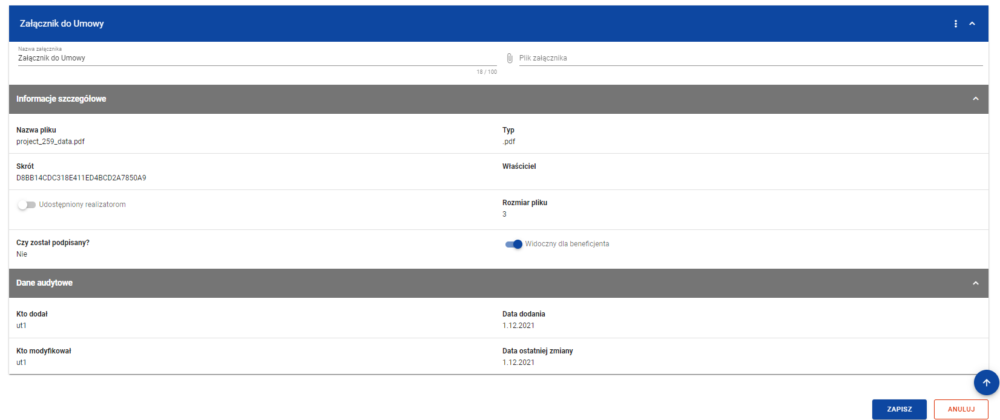 Załącznik do Umowy
Nazwa załącznika
Załącznik do Umowy
Plik załącznika
18 / 100
Informacje szczegółowe
Nazwa pliku
Typ
project_259_data.pdf
.pdf
Skrót
Właściciel
D8BB14CDC318E411ED4BCD2A7850A9
Udostępniony realizatorom
Rozmiar pliku
3
Czy został podpisany?
Widoczny dla beneficjenta
Nie
Dane audytowe
Kto dodał
Data dodania
ut1
1.12.2021
Kto modyfikował
Data ostatniej zmiany
ut1
1.12.2021
ZAPISZ
ANULUJ